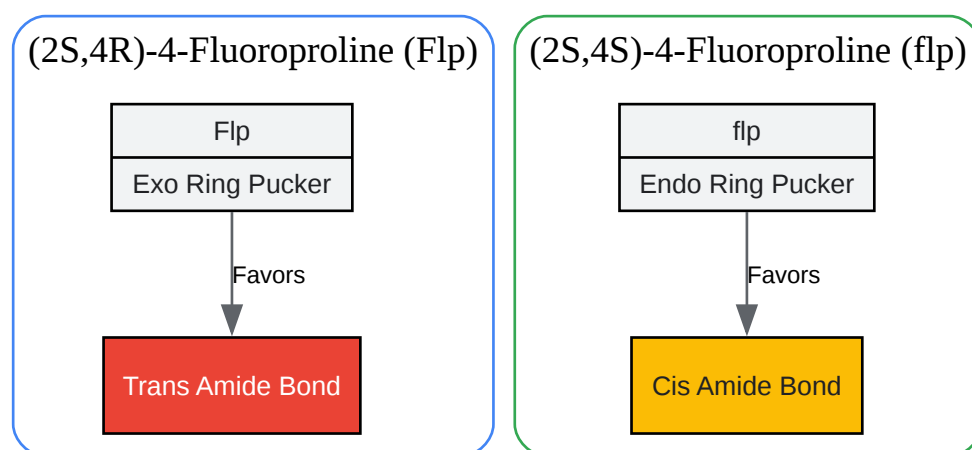 (2S,4R)-4-Fluoroproline (Flp)
Flp
Exo Ring Pucker
Favors
Trans Amide Bond
(2S,4S)-4-Fluoroproline (flp)
flp
Endo Ring Pucker
Favors
Cis Amide Bond